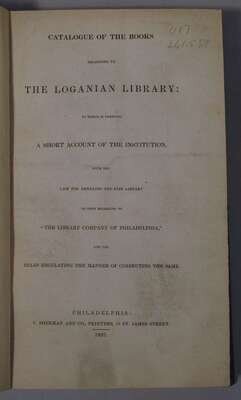 CATALOGUE OF THE BOOKS
BELONGING TO
THE LOGANIAN LIBRARY;
TO WHICH IS PREFIXED
A SHORT ACCOUNT OF THE INSTITUTION,
WITH THE
LAW FOR ANNEXING THE SAID LIBRARY
TO THAT BELONGING TO
"THE LIBRARY COMPANY OF PHILADELPHIA,"
AND THE
RULES REGULATING THE MANNER OF CONDUCTING THE SAME.
PHILADELPHIA:
C. SHERMAN AND CO., PRINTERS, 19 ST. JAMES STREET.
1837.